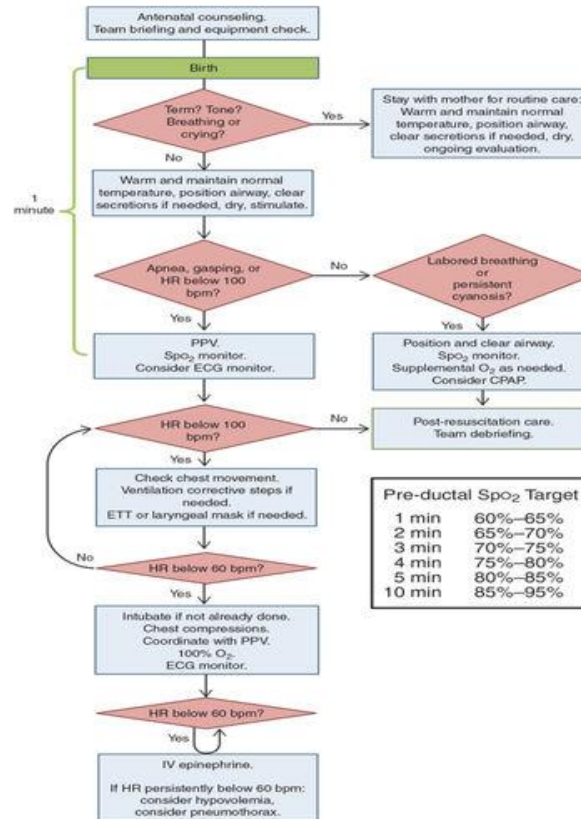 Antenatal counseling.
Team briefing and equipment check.
Birth
Term? Tone?
Breathing or
crying?
Yes
Stay with mother for routine care:
Warm and maintain normal
temperature, position airway,
clear secretions if needed, dry,
ongoing evaluation.
No
1
minute
Warm and maintain normal
temperature, position airway, clear
secretions if needed, dry, stimulate.
Apnea, gasping, or
HR below 100
bpm?
No
Labored breathing
or
persistent
cyanosis?
Yes
Yes
PPV.
Spo₂ monitor.
Consider ECG monitor.
Position and clear airway.
Spo₂ monitor.
Supplemental O₂ as needed.
Consider CPAP.
HR below 100
bpm?
No
Post-resuscitation care.
Team debriefing.
Yes
Check chest movement.
Ventilation corrective steps if
needed.
ETT or laryngeal mask if needed.
No
HR below 60 bpm?
Yes
Intubate if not already done.
Chest compressions.
Coordinate with PPV.
100% O₂.
ECG monitor.
HR below 60 bpm?
Yes
IV epinephrine.
If HR persistently below 60 bpm:
consider hypovolemia,
consider pneumothorax.
Pre-ductal Spo₂ Target
1 min 60%–65%
2 min 65%–70%
3 min 70%–75%
4 min 75%–80%
5 min 80%–85%
10 min 85%–95%